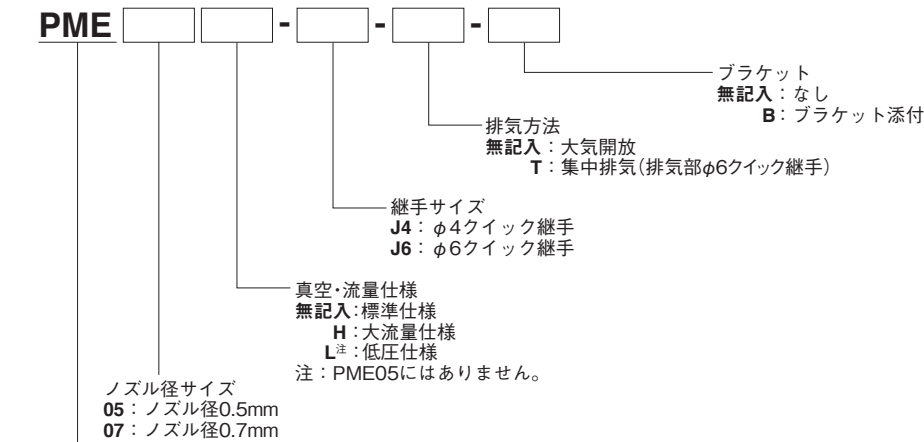 PME - - -
ブラケット
無記入：なし
B：ブラケット添付
排気方法
無記入：大気開放
T：集中排気（排気部φ6クイック継手）
継手サイズ
J4：φ4クイック継手
J6：φ6クイック継手
真空・流量仕様
無記入：標準仕様
H：大流量仕様
L注：低圧仕様
注：PME05にはありません。
ノズル径サイズ
05：ノズル径0.5mm
07：ノズル径0.7mm